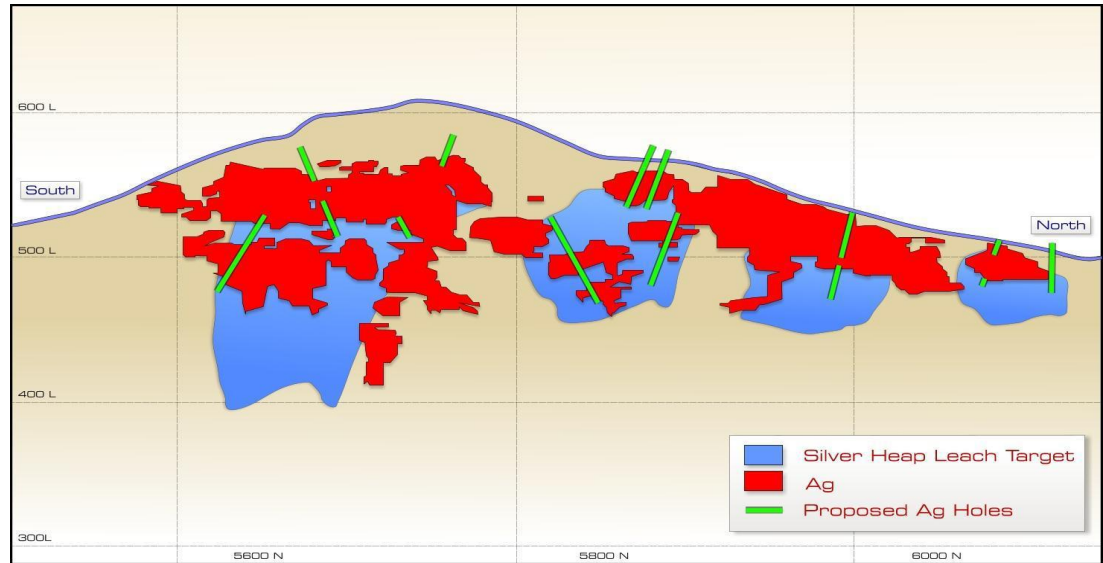 600 L
South
North
500 L
400 L
Silver Heap Leach Target
Ag
Proposed Ag Holes
300L
5600 N
5800 N
6000 N